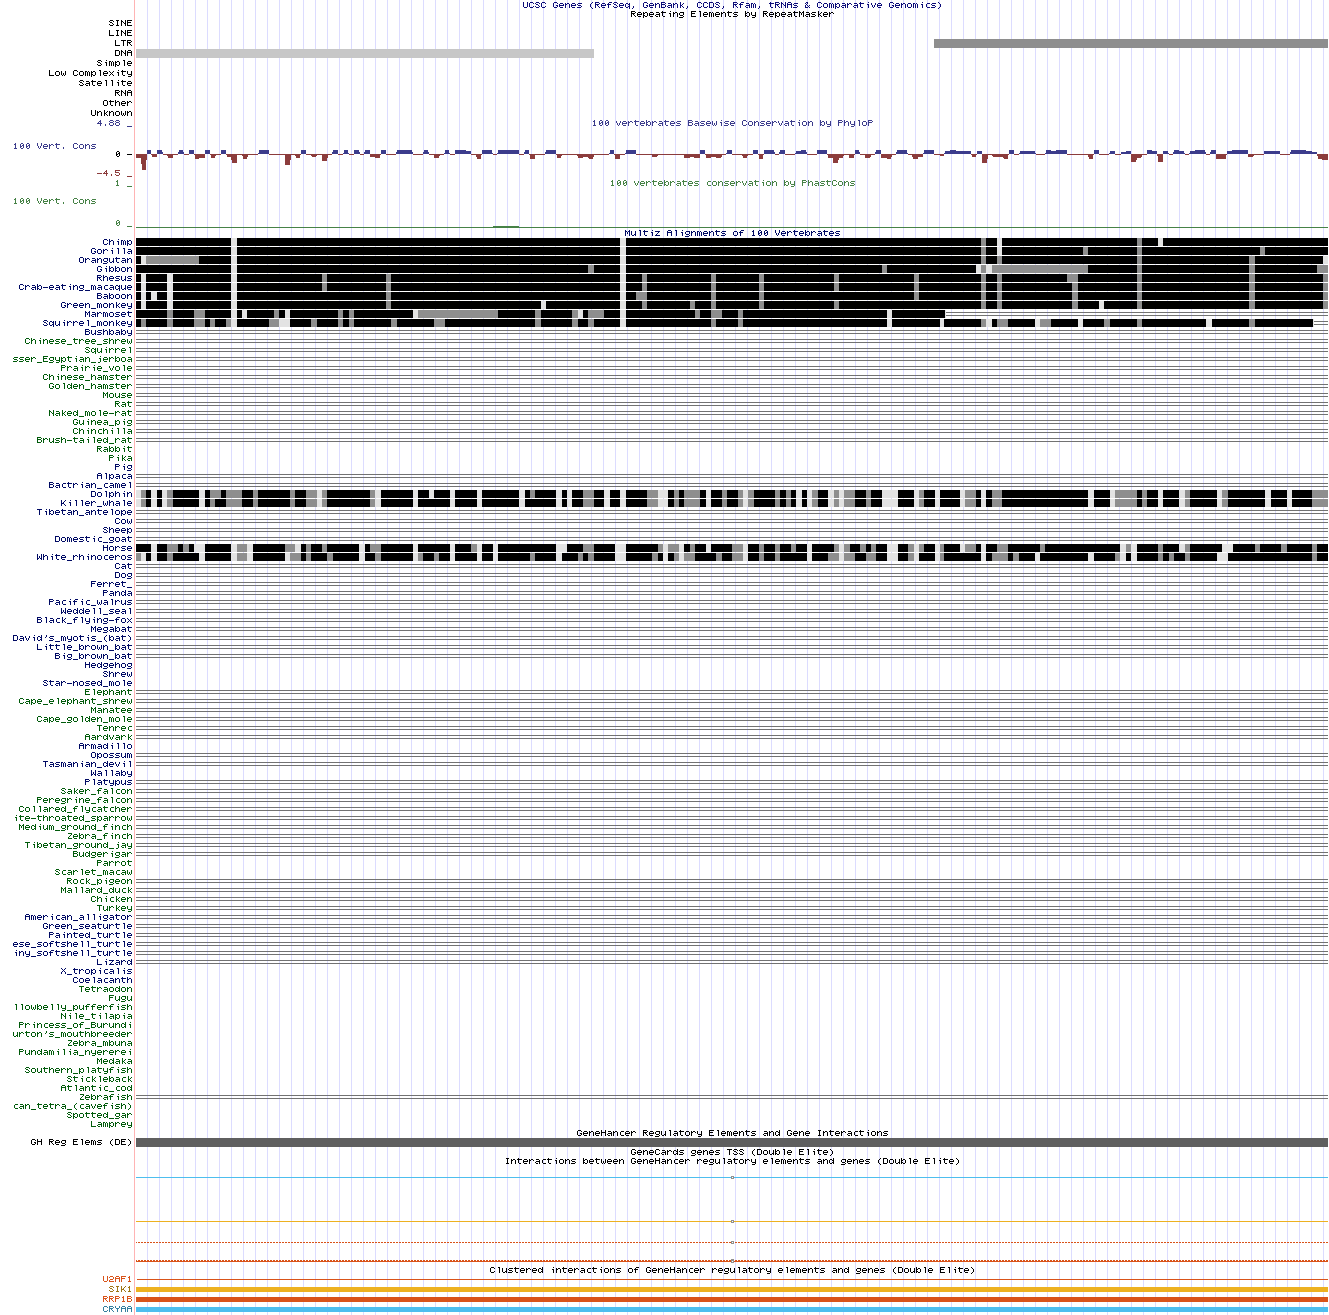 UCSC Genes (RefSeq, GenBank, CCDS, Rfam, tRNAs & Comparative Genomics)
Repeating Elements by RepeatMasker
SINE
LINE
LTR
DNA
Simple
Low Complexity
Satellite
RNA
Other
Unknown
4.88 _
100 vertebrates Basewise Conservation by PhyloP
100 Vert. Cons
0 _
-4.5 _
1 _
100 vertebrates conservation by PhastCons
100 Vert. Cons
0 _
Multiz Alignments of 100 Vertebrates
Chimp
Gorilla
Orangutan
Gibbon
Rhesus
Crab-eating_macaque
Baboon
Green_monkey
Marmoset
Squirrel_monkey
Bushbaby
Chinese_tree_shrew
Squirrel
sser_Egyptian_jerboa
Prairie_vole
Chinese_hamster
Golden_hamster
Mouse
Rat
Naked_mole-rat
Guinea_pig
Chinchilla
Brush-tailed_rat
Rabbit
Pika
Pig
Alpaca
Bactrian_camel
Dolphin
Killer_whale
Tibetan_antelope
Cow
Sheep
Domestic_goat
Horse
White_rhinoceros
Cat
Dog
Ferret_
Panda
Pacific_walrus
Weddell_seal
Black_flying-fox
Megabat
David's_myotis_(bat)
Little_brown_bat
Big_brown_bat
Hedgehog
Shrew
Star-nosed_mole
Elephant
Cape_elephant_shrew
Manatee
Cape_golden_mole
Tenrec
Aardvark
Armadillo
Opossum
Tasmanian_devil
Wallaby
Platypus
Saker_falcon
Peregrine_falcon
Collared_flycatcher
ite-throated_sparrow
Medium_ground_finch
Zebra_finch
Tibetan_ground_jay
Budgerigar
Parrot
Scarlet_macaw
Rock_pigeon
Mallard_duck
Chicken
Turkey
American_alligator
Green_seaturtle
Painted_turtle
ese_softshell_turtle
iny_softshell_turtle
Lizard
X_tropicalis
Coelacanth
Tetraodon
Fugu
llowbelly_pufferfish
Nile_tilapia
Princess_of_Burundi
urton's_mouthbreeder
Zebra_mbuna
Pundamilia_nyererei
Medaka
Southern_platyfish
Stickleback
Atlantic_cod
Zebrafish
can_tetra_(cavefish)
Spotted_gar
Lamprey
GeneHancer Regulatory Elements and Gene Interactions
GH Reg Elems (DE)
GeneCards genes TSS (Double Elite)
Interactions between GeneHancer regulatory elements and genes (Double Elite)
Clustered interactions of GeneHancer regulatory elements and genes (Double Elite)
U2AF1
SIK1
RRP1B
CRYAA